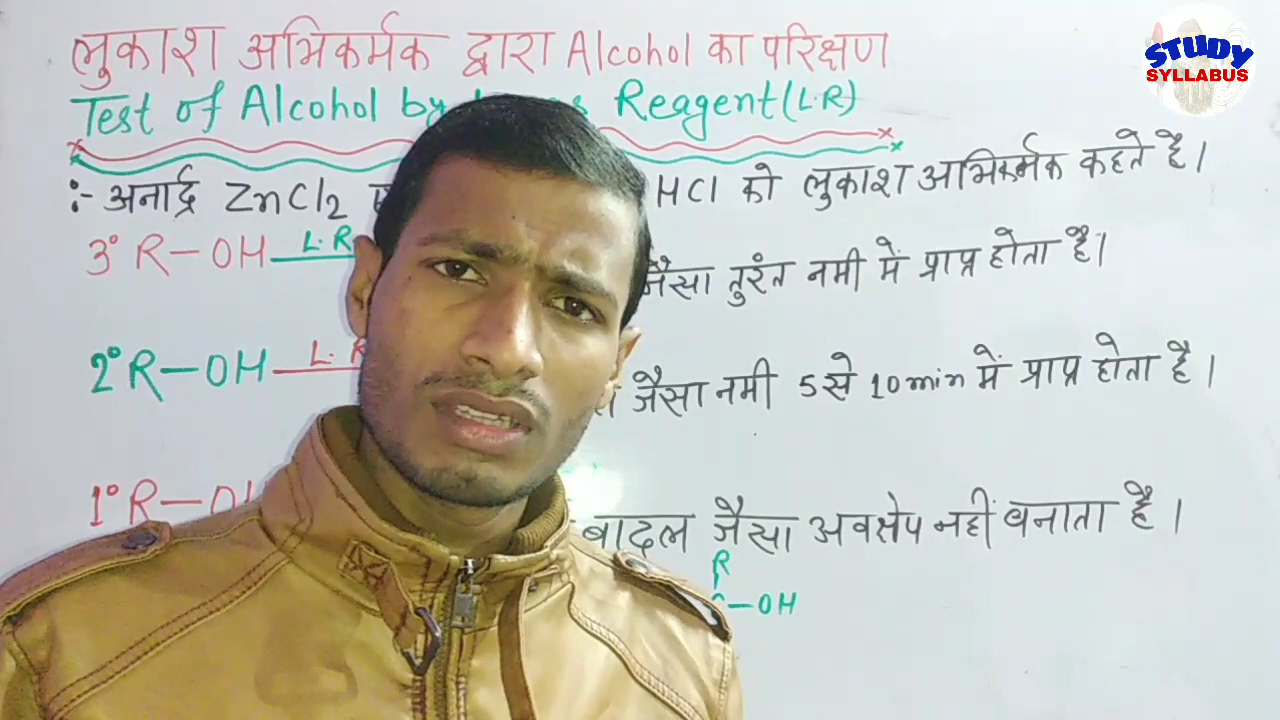 लुकाश अभिकर्मक द्वारा Alcohol का परिक्षण
STUDY
SYLLABUS
Test of Alcohol by Reagent (L.R)
:- अनार्द्र ZnCl2 HCl को लुकाश अभिकर्मक कहते है।
3° R-OH L.R जैसा तुरंत नमी में प्राप्त होता है।
2° R-OH L.R जैसा नमी 5 से 10 min में प्राप्त होता है।
1° R-OH बादल जैसा अवक्षेप नहीं बनाता है।
R
-OH